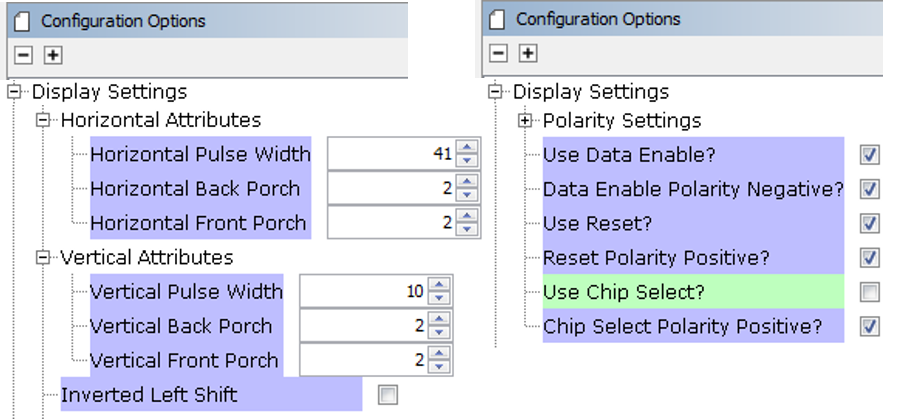 Configuration Options
Display Settings
Horizontal Attributes
Horizontal Pulse Width 41
Horizontal Back Porch 2
Horizontal Front Porch 2
Vertical Attributes
Vertical Pulse Width 10
Vertical Back Porch 2
Vertical Front Porch 2
Inverted Left Shift
Configuration Options
Display Settings
Polarity Settings
Use Data Enable?
Data Enable Polarity Negative?
Use Reset?
Reset Polarity Positive?
Use Chip Select?
Chip Select Polarity Positive?